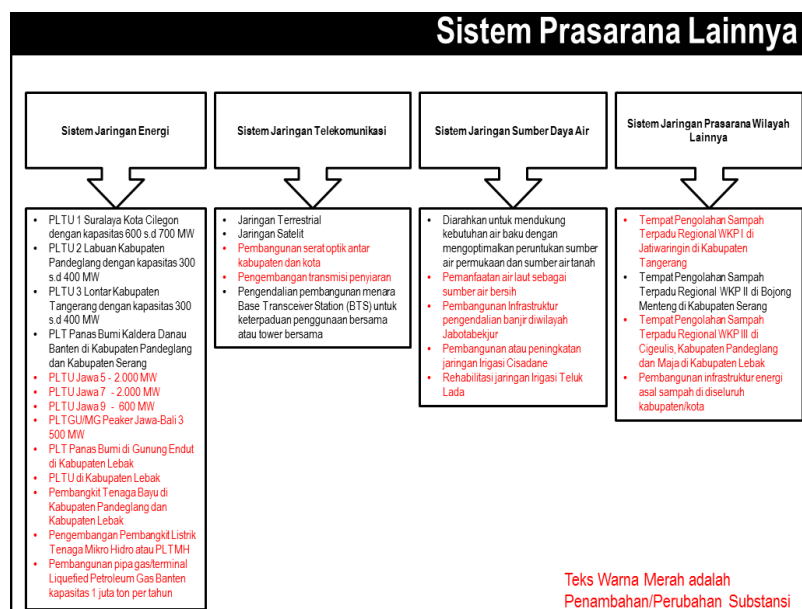 Sistem Prasarana Lainnya
Sistem Jaringan Energi
• PLTU 1 Suralaya Kota Cilegon
dengan kapasitas 600 s.d 700 MW
• PLTU 2 Labuan Kabupaten
Pandeglang dengan kapasitas 300
s.d 400 MW
• PLTU 3 Lontar Kabupaten
Tangerang dengan kapasitas 300
s.d 400 MW
• PLT Panas Bumi Kaldera Danau
Banten di Kabupaten Pandeglang
dan Kabupaten Serang
• PLTU Jawa 5 - 2.000 MW
• PLTU Jawa 7 - 2.000 MW
• PLTU Jawa 9 - 600 MW
• PLTGU/MG Peaker Jawa-Bali 3
500 MW
• PLT Panas Bumi di Gunung Endut
di Kabupaten Lebak
• PLTU di Kabupaten Lebak
• Pembangkit Tenaga Bayu di
Kabupaten Pandeglang dan
Kabupaten Lebak
• Pengembangan Pembangkit Listrik
Tenaga Mikro Hidro atau PLTMH
• Pembangunan pipa gas/terminal
Liquefied Petroleum Gas Banten
kapasitas 1 juta ton per tahun
Sistem Jaringan Telekomunikasi
• Jaringan Terrestrial
• Jaringan Satelit
• Pembangunan serat optik antar
kabupaten dan kota
• Pengembangan transmisi penyiaran
• Pengendalian pembangunan menara
Base Transceiver Station (BTS) untuk
keterpaduan penggunaan bersama
atau tower bersama
Sistem Jaringan Sumber Daya Air
• Diarahkan untuk mendukung
kebutuhan air baku dengan
mengoptimalkan peruntukan sumber
air permukaan dan sumber air tanah
• Pemanfaatan air laut sebagai
sumber air bersih
• Pembangunan Infrastruktur
pengendalian banjir diwilayah
Jabotabekjur
• Pembangunan atau peningkatan
jaringan Irigasi Cisadane
• Rehabilitasi jaringan Irigasi Teluk
Lada
Sistem Jaringan Prasarana Wilayah
Lainnya
• Tempat Pengolahan Sampah
Terpadu Regional WKP I di
Jatiwaringin di Kabupaten
Tangerang
• Tempat Pengolahan Sampah
Terpadu Regional WKP II di Bojong
Menteng di Kabupaten Serang
• Tempat Pengolahan Sampah
Terpadu Regional WKP III di
Cigeulis, Kabupaten Pandeglang
dan Maja di Kabupaten Lebak
• Pembangunan infrastruktur energi
asal sampah di diseluruh
kabupaten/kota
Teks Warna Merah adalah
Penambahan/Perubahan Substansi